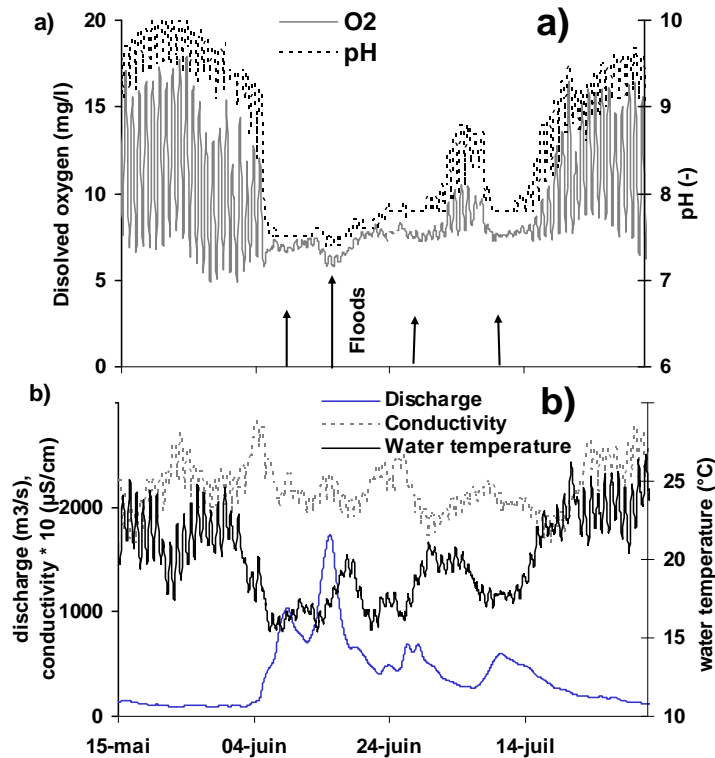 a)
O2
pH
a)
20
15
10
5
0
Disolved oxygen (mg/l)
10
9
8
7
6
pH (-)
Floods
b)
Discharge
Conductivity
Water temperature
b)
2000
1000
0
discharge (m3/s),
conductivity * 10 (µS/cm)
25
20
15
10
water temperature (°C)
15-mai 04-juin 24-juin 14-juil